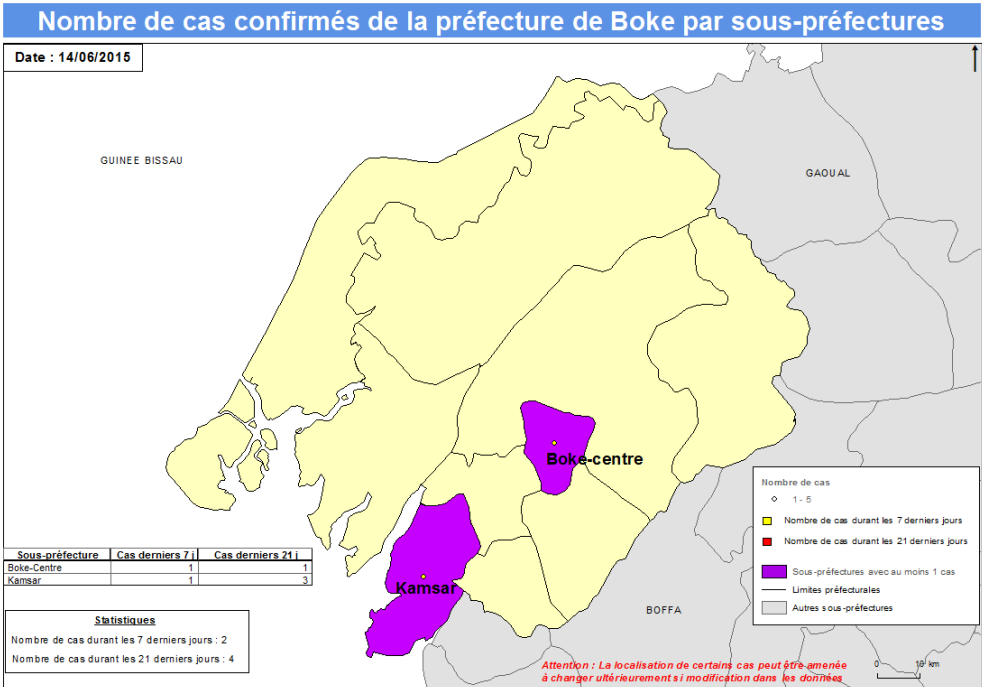 Nombre de cas confirmés de la préfecture de Boke par sous-préfectures
Date : 14/06/2015
GUINEE BISSAU
GAOUAL
Boke-centre
Kamsar
BOFFA
Sous-préfecture Cas derniers 7 j Cas derniers 21 j
Boke-Centre 1 1
Kamsar 1 3
Statistiques
Nombre de cas durant les 7 derniers jours : 2
Nombre de cas durant les 21 derniers jours : 4
Nombre de cas
1 - 5
Nombre de cas durant les 7 derniers jours
Nombre de cas durant les 21 derniers jours
Sous-préfectures avec au moins 1 cas
Limites préfecturales
Autres sous-préfectures
Attention : La localisation de certains cas peut être amenée
à changer ultérieurement si modification dans les données
0 10 km